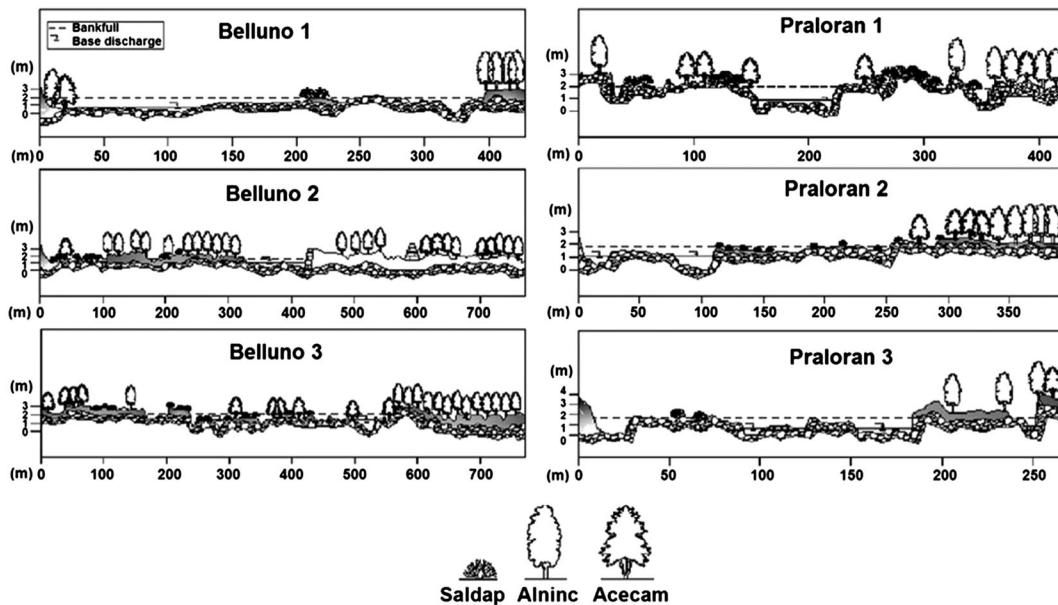 Belluno 1
Bankfull
Base discharge
(m)
3
2
1
0
(m) 0 50 100 150 200 250 300 350 400
Praloran 1
(m)
3
2
1
0
(m) 0 100 200 300 400
Belluno 2
(m)
3
2
1
0
(m) 0 100 200 300 400 500 600 700
Praloran 2
(m)
3
2
1
0
(m) 0 50 100 150 200 250 300 350
Belluno 3
(m)
3
2
1
0
(m) 0 100 200 300 400 500 600 700
Praloran 3
(m)
4
3
2
1
0
(m) 0 50 100 150 200 250
Saldap Alninc Acecam